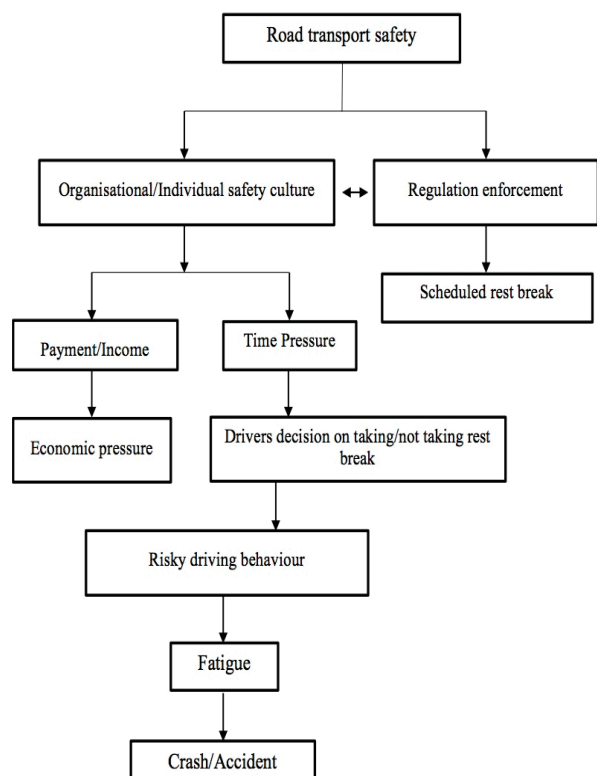 Road transport safety
Organisational/Individual safety culture
Regulation enforcement
Scheduled rest break
Payment/Income
Time Pressure
Economic pressure
Drivers decision on taking/not taking rest
break
Risky driving behaviour
Fatigue
Crash/Accident